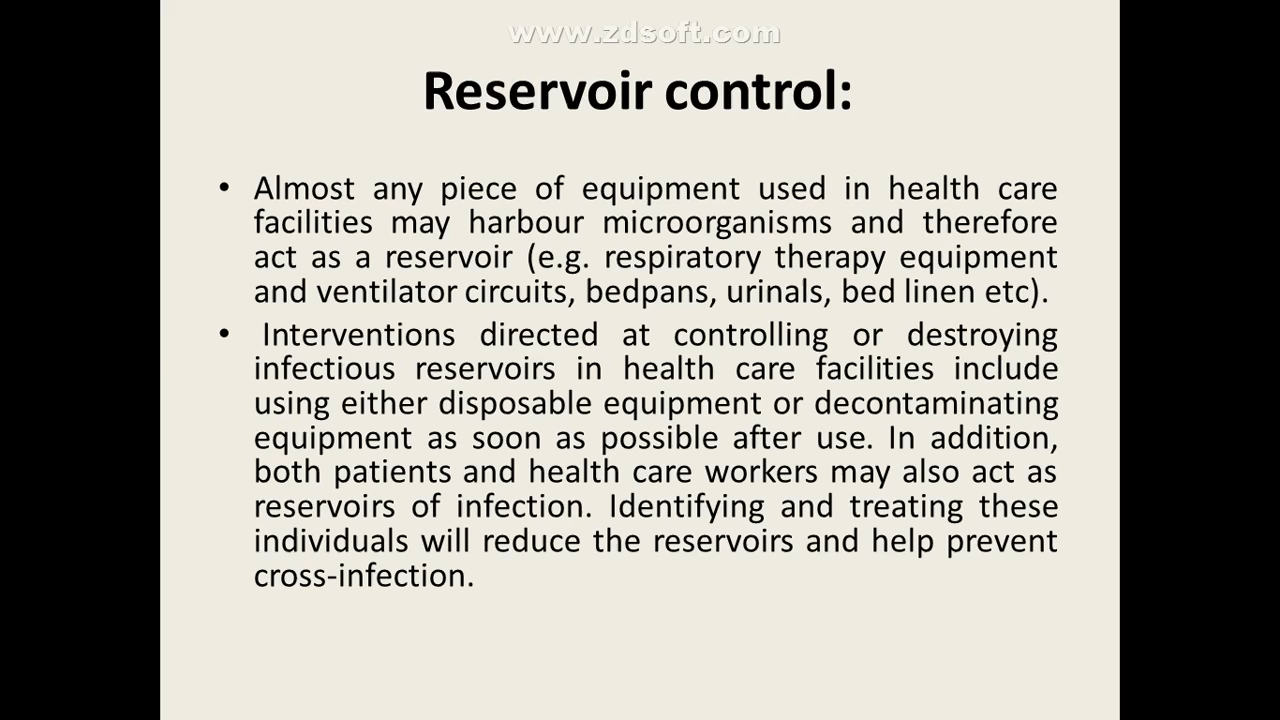 www.zdsoft.com
Reservoir control:
• Almost any piece of equipment used in health care
facilities may harbour microorganisms and therefore
act as a reservoir (e.g. respiratory therapy equipment
and ventilator circuits, bedpans, urinals, bed linen etc).
• Interventions directed at controlling or destroying
infectious reservoirs in health care facilities include
using either disposable equipment or decontaminating
equipment as soon as possible after use. In addition,
both patients and health care workers may also act as
reservoirs of infection. Identifying and treating these
individuals will reduce the reservoirs and help prevent
cross-infection.